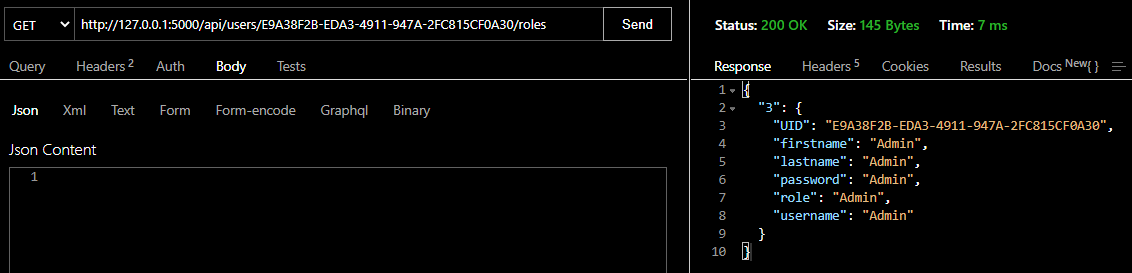 GET http://127.0.0.1:5000/api/users/E9A38F2B-EDA3-4911-947A-2FC815CF0A30/roles Send
Query Headers 2 Auth Body Tests
Json Xml Text Form Form-encode Graphql Binary
Json Content
1
Status: 200 OK Size: 145 Bytes Time: 7 ms
Response Headers 5 Cookies Results Docs New {}
1 {
2 "3": {
3 "UID": "E9A38F2B-EDA3-4911-947A-2FC815CF0A30",
4 "firstname": "Admin",
5 "lastname": "Admin",
6 "password": "Admin",
7 "role": "Admin",
8 "username": "Admin"
9 }
10 }